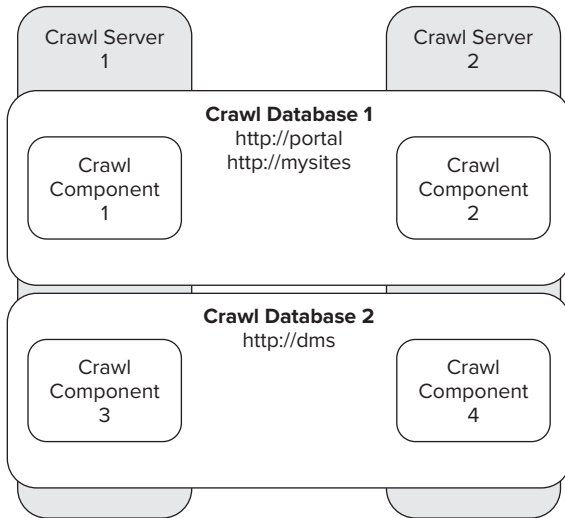 Crawl Server
1
Crawl Server
2
Crawl Database 1
http://portal
http://mysites
Crawl
Component
1
Crawl
Component
2
Crawl Database 2
http://dms
Crawl
Component
3
Crawl
Component
4